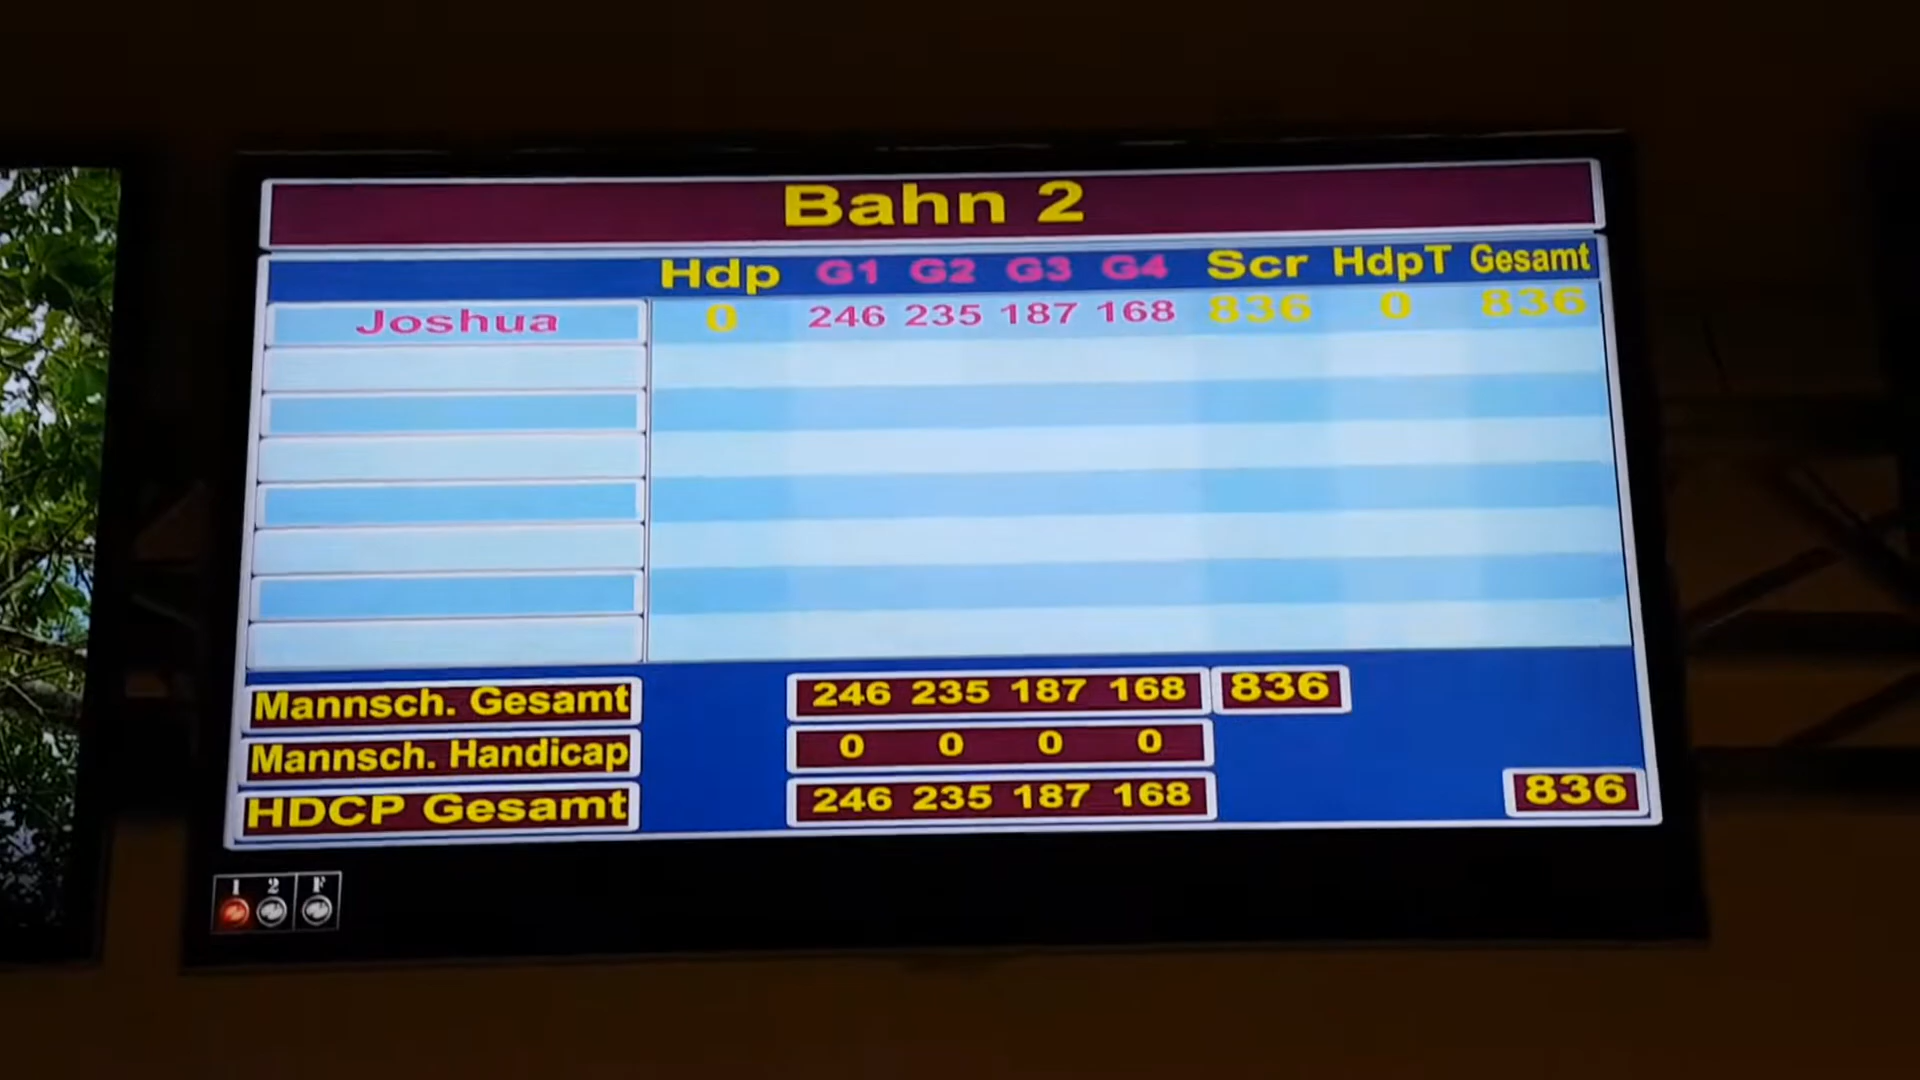 Bahn 2
Hdp G1 G2 G3 G4 Scr HdpT Gesamt
Joshua 0 246 235 187 168 836 0 836
Mannsch. Gesamt 246 235 187 168 836
Mannsch. Handicap 0 0 0 0
HDCP Gesamt 246 235 187 168 836
1 2 F